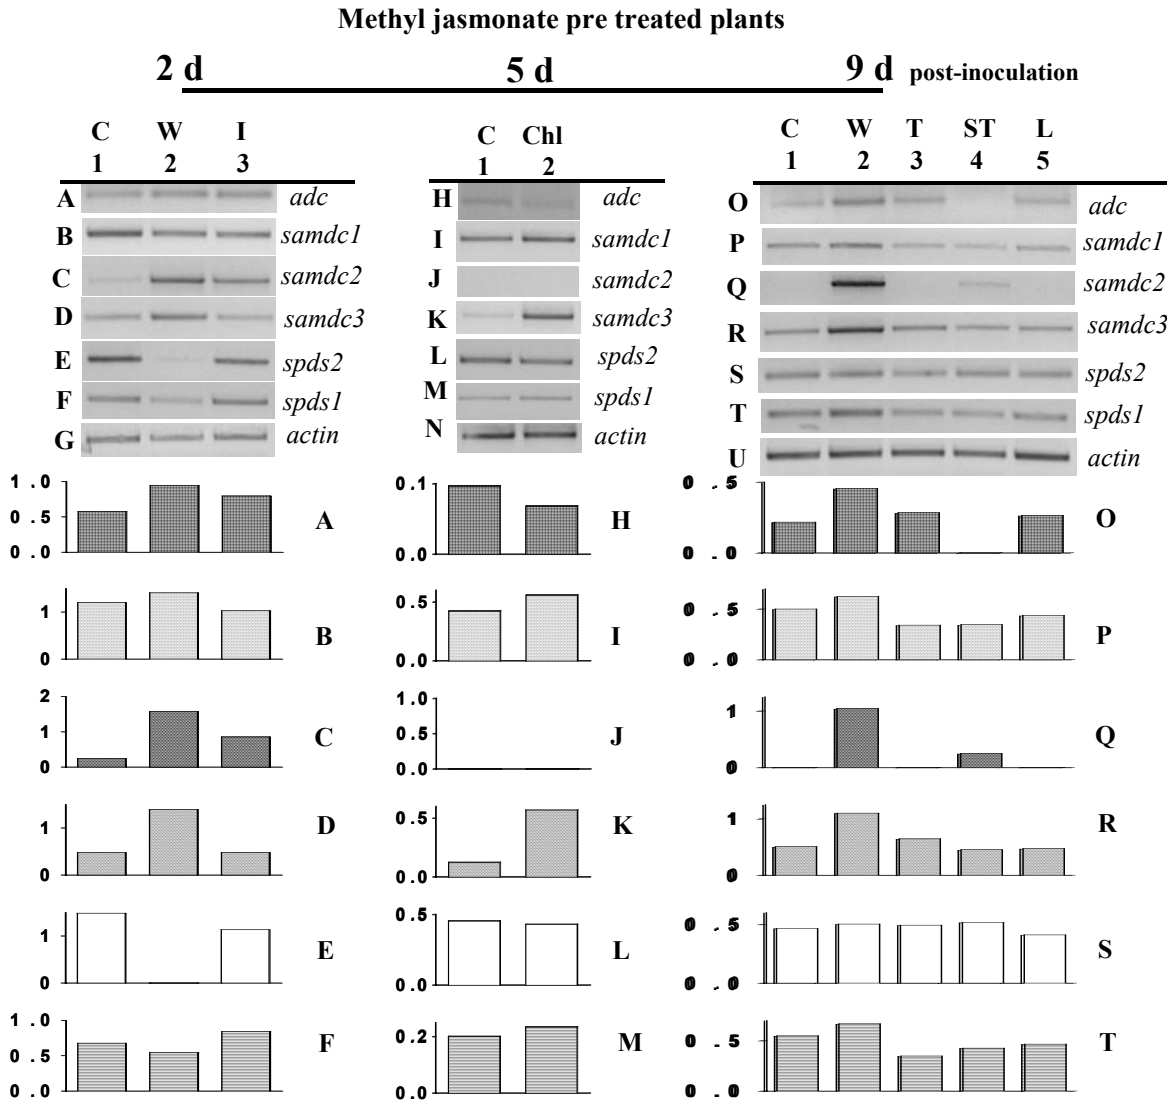 Methyl jasmonate pre treated plants
2 d 5 d 9 d post-inoculation
C W I
1 2 3
A adc
B samdc1
C samdc2
D samdc3
E spds2
F spds1
G actin
C Chl
1 2
H adc
I samdc1
J samdc2
K samdc3
L spds2
M spds1
N actin
C W T ST L
1 2 3 4 5
O adc
P samdc1
Q samdc2
R samdc3
S spds2
T spds1
U actin
1.0
0.5
0.0
A
1
0
B
2
1
0
C
1
0
D
1
0
E
1.0
0.5
0.0
F
0.1
0.0
H
0.5
0.0
I
1.0
0.5
0.0
J
0.5
0.0
K
0.5
0.0
L
0.2
0.0
M
0.5
0.0
O
0.5
0.0
P
1
0
Q
1
0
R
0.5
0.0
S
0.5
0.0
T